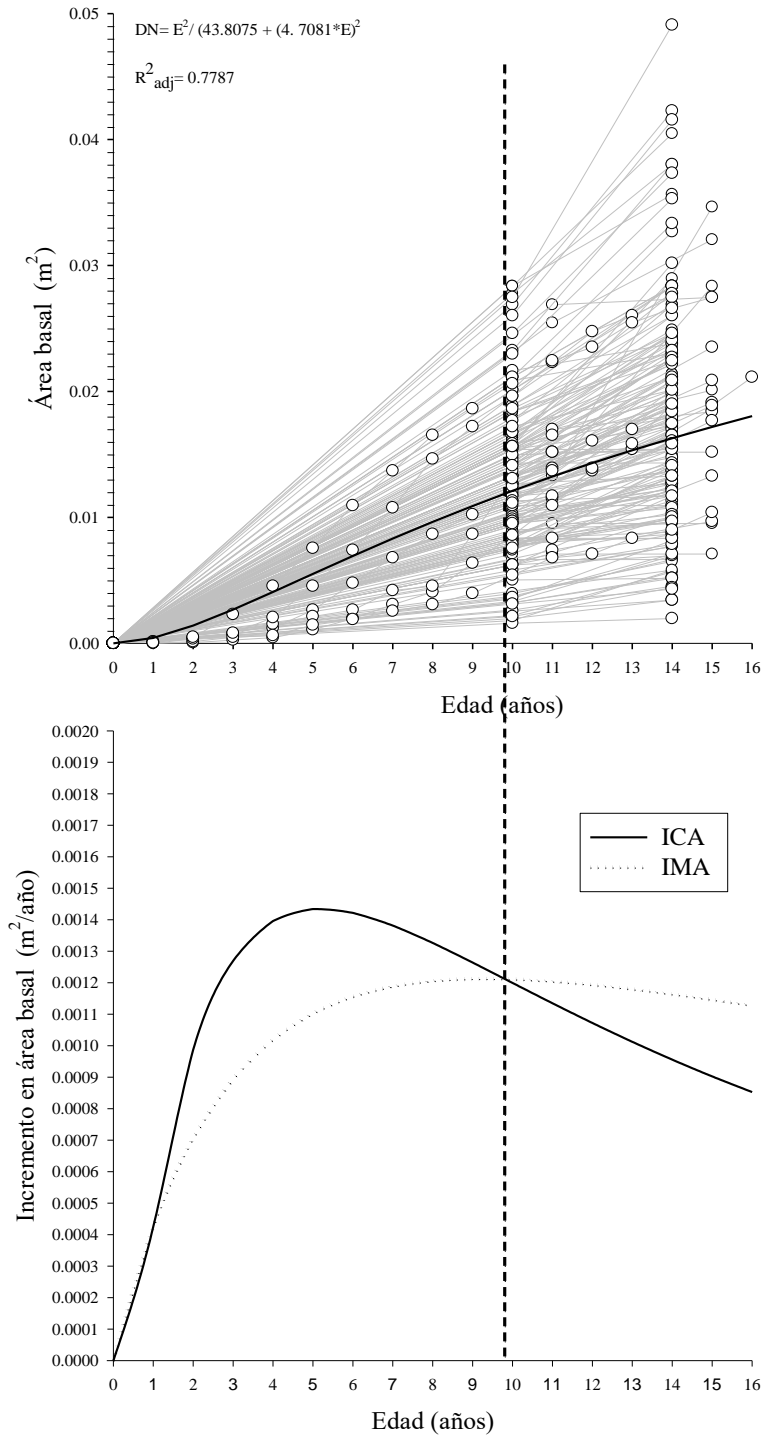 DN= E²/ (43.8075 + (4. 7081*E)²
R²adj= 0.7787
Área basal (m²)
0.05
0.04
0.03
0.02
0.01
0.00
0 1 2 3 4 5 6 7 8 9 10 11 12 13 14 15 16
Edad (años)
Incremento en área basal (m²/año)
0.0020
0.0019
0.0018
0.0017
0.0016
0.0015
0.0014
0.0013
0.0012
0.0011
0.0010
0.0009
0.0008
0.0007
0.0006
0.0005
0.0004
0.0003
0.0002
0.0001
0.0000
ICA
IMA
0 1 2 3 4 5 6 7 8 9 10 11 12 13 14 15 16
Edad (años)